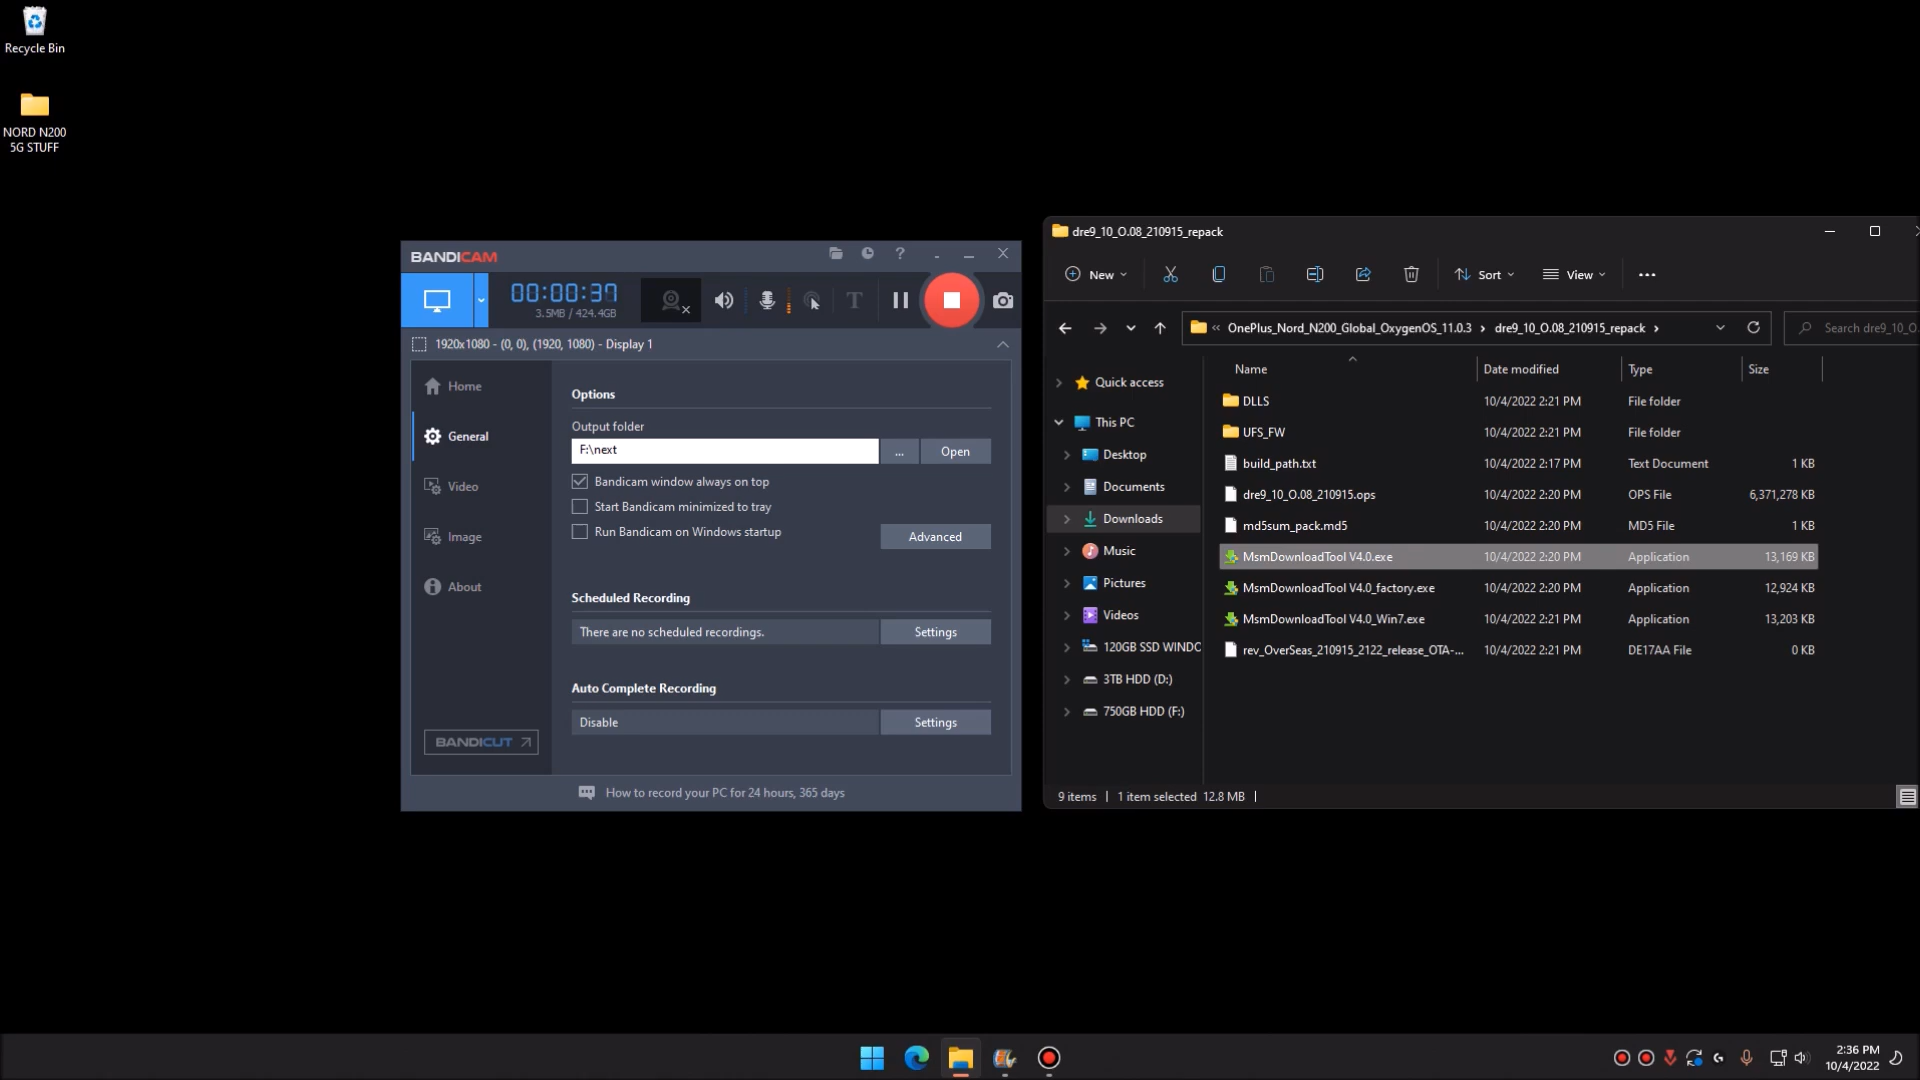 Recycle Bin
NORD N200
5G STUFF
BANDICAM
?
00:00:37
3.5MB / 424.4GB
T
1920x1080 - (0, 0), (1920, 1080) - Display 1
Home
General
Video
Image
About
BANDICUT
Options
Output folder
F:\next
...
Open
Bandicam window always on top
Start Bandicam minimized to tray
Run Bandicam on Windows startup
Advanced
Scheduled Recording
There are no scheduled recordings.
Settings
Auto Complete Recording
Disable
Settings
How to record your PC for 24 hours, 365 days
dre9_10_O.08_210915_repack
New
Sort
View
« OnePlus_Nord_N200_Global_OxygenOS_11.0.3 > dre9_10_O.08_210915_repack >
Search dre9_10_O.
Quick access
This PC
Desktop
Documents
Downloads
Music
Pictures
Videos
120GB SSD WINDO
3TB HDD (D:)
750GB HDD (F:)
Name Date modified Type Size
DLLS 10/4/2022 2:21 PM File folder
UFS_FW 10/4/2022 2:21 PM File folder
build_path.txt 10/4/2022 2:17 PM Text Document 1 KB
dre9_10_O.08_210915.ops 10/4/2022 2:20 PM OPS File 6,371,278 KB
md5sum_pack.md5 10/4/2022 2:20 PM MD5 File 1 KB
MsmDownloadTool V4.0.exe 10/4/2022 2:20 PM Application 13,169 KB
MsmDownloadTool V4.0_factory.exe 10/4/2022 2:20 PM Application 12,924 KB
MsmDownloadTool V4.0_Win7.exe 10/4/2022 2:21 PM Application 13,203 KB
rev_OverSeas_210915_2122_release_OTA-... 10/4/2022 2:21 PM DE17AA File 0 KB
9 items | 1 item selected 12.8 MB |
2:36 PM
10/4/2022